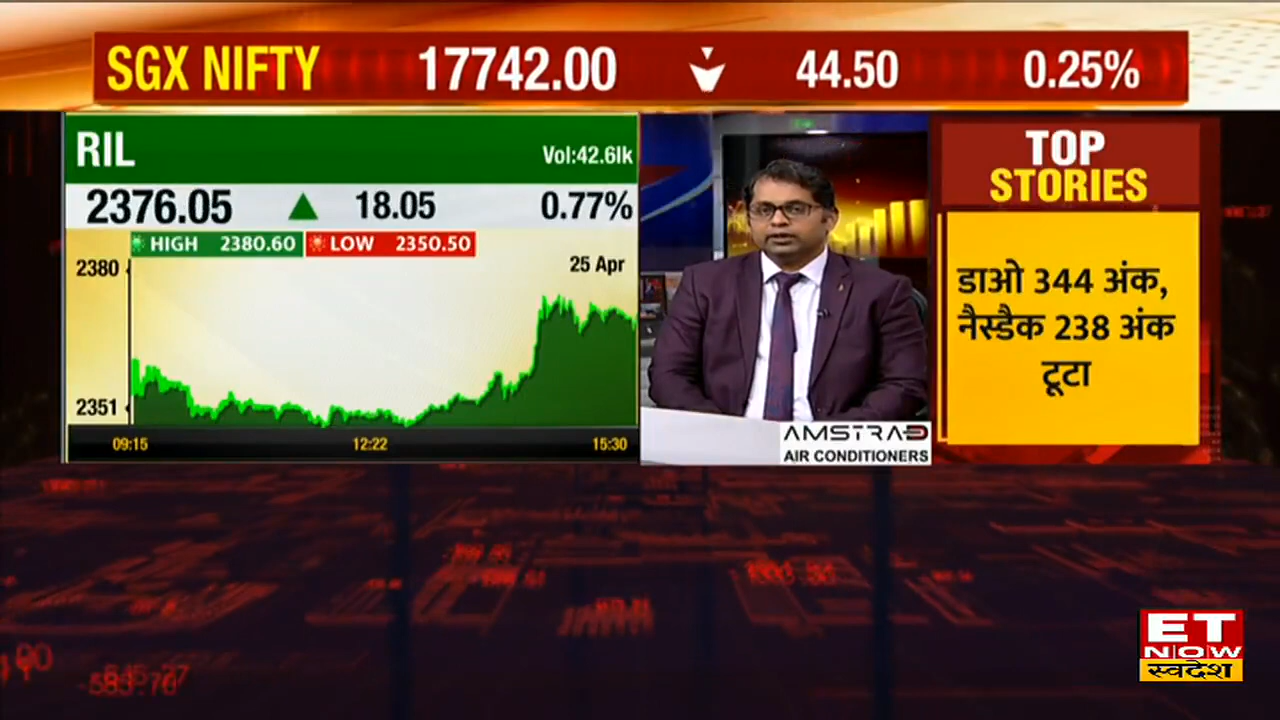 SGX NIFTY 17742.00 44.50 0.25%
RIL Vol:42.6lk
2376.05 18.05 0.77%
HIGH 2380.60 LOW 2350.50
25 Apr
2380
2351
09:15 12:22 15:30
AMSTRAD
AIR CONDITIONERS
TOP
STORIES
डाओ 344 अंक,
नैस्डैक 238 अंक
टूटा
ET
NOW
स्वदेश